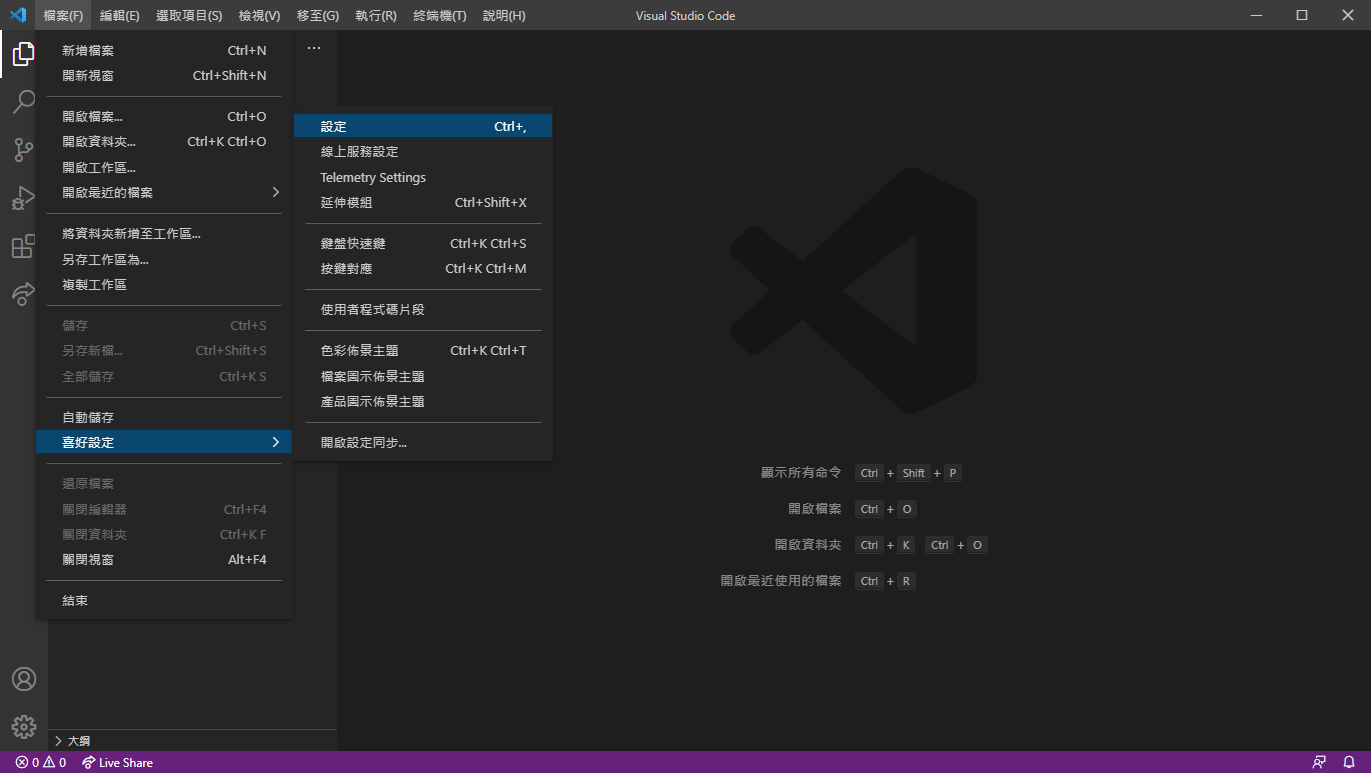 檔案(F) 編輯(E) 選取項目(S) 檢視(V) 移至(G) 執行(R) 終端機(T) 說明(H) Visual Studio Code
新增檔案 Ctrl+N
開新視窗 Ctrl+Shift+N
開啟檔案... Ctrl+O
開啟資料夾... Ctrl+K Ctrl+O
開啟工作區...
開啟最近的檔案
將資料夾新增至工作區...
另存工作區為...
複製工作區
儲存 Ctrl+S
另存新檔... Ctrl+Shift+S
全部儲存 Ctrl+K S
自動儲存
喜好設定
還原檔案
關閉編輯器 Ctrl+F4
關閉資料夾 Ctrl+K F
關閉視窗 Alt+F4
結束
設定 Ctrl+,
線上服務設定
Telemetry Settings
延伸模組 Ctrl+Shift+X
鍵盤快速鍵 Ctrl+K Ctrl+S
按鍵對應 Ctrl+K Ctrl+M
使用者程式碼片段
色彩佈景主題 Ctrl+K Ctrl+T
檔案圖示佈景主題
產品圖示佈景主題
開啟設定同步...
顯示所有命令 Ctrl + Shift + P
開啟檔案 Ctrl + O
開啟資料夾 Ctrl + K Ctrl + O
開啟最近使用的檔案 Ctrl + R
大綱
0 0 Live Share